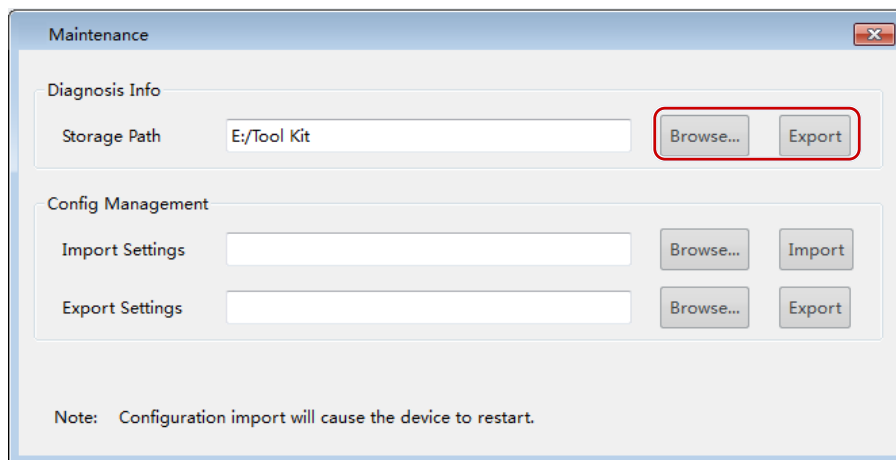 Maintenance
Diagnosis Info
Storage Path E:/Tool Kit Browse... Export
Config Management
Import Settings Browse... Import
Export Settings Browse... Export
Note: Configuration import will cause the device to restart.